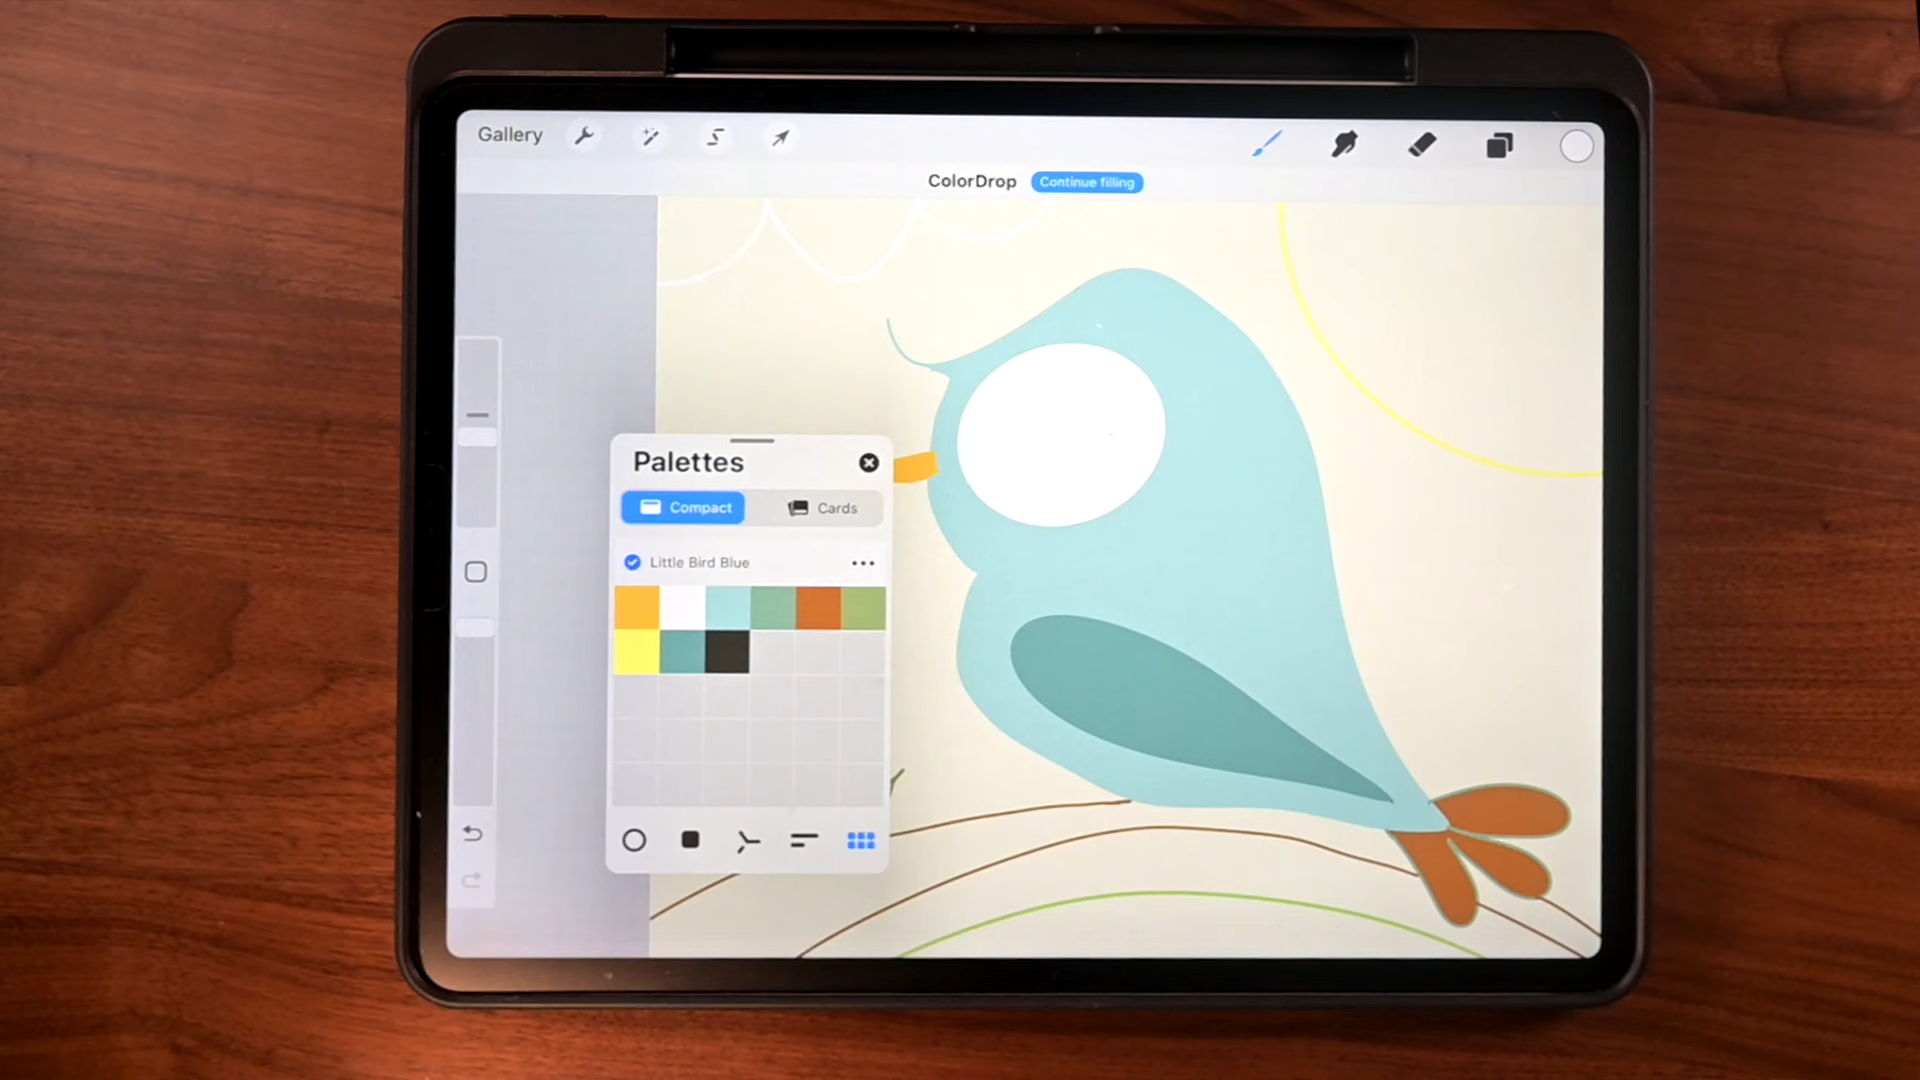 Gallery
ColorDrop Continue filling
Palettes
Compact Cards
Little Bird Blue